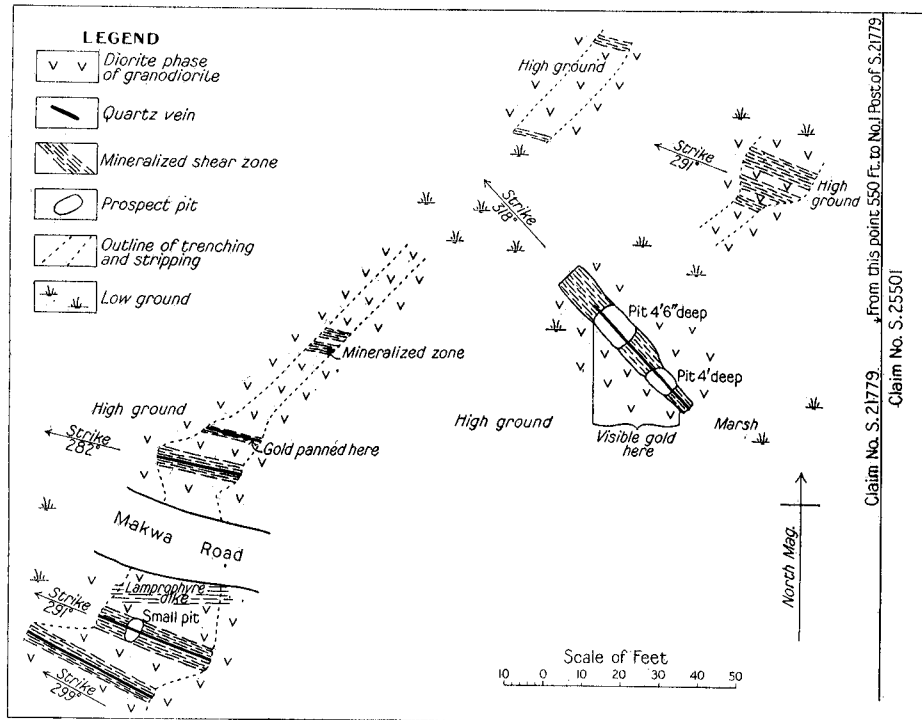 LEGEND
Diorite phase
of granodiorite
Quartz vein
Mineralized shear zone
Prospect pit
Outline of trenching
and stripping
Low ground
High ground
Strike
291°
High
ground
Strike
318°
Pit 4'6" deep
Pit 4' deep
Mineralized zone
High ground
High ground
Marsh
Visible gold
here
Strike
282°
Gold panned here
Makwa Road
Lamprophyre
dike
Strike
291°
Small pit
Strike
299°
Scale of Feet
10 0 10 20 30 40 50
North Mag.
Claim No. S.21779
From this point 550 Ft. to No.1 Post of S.21779
Claim No. S.25501